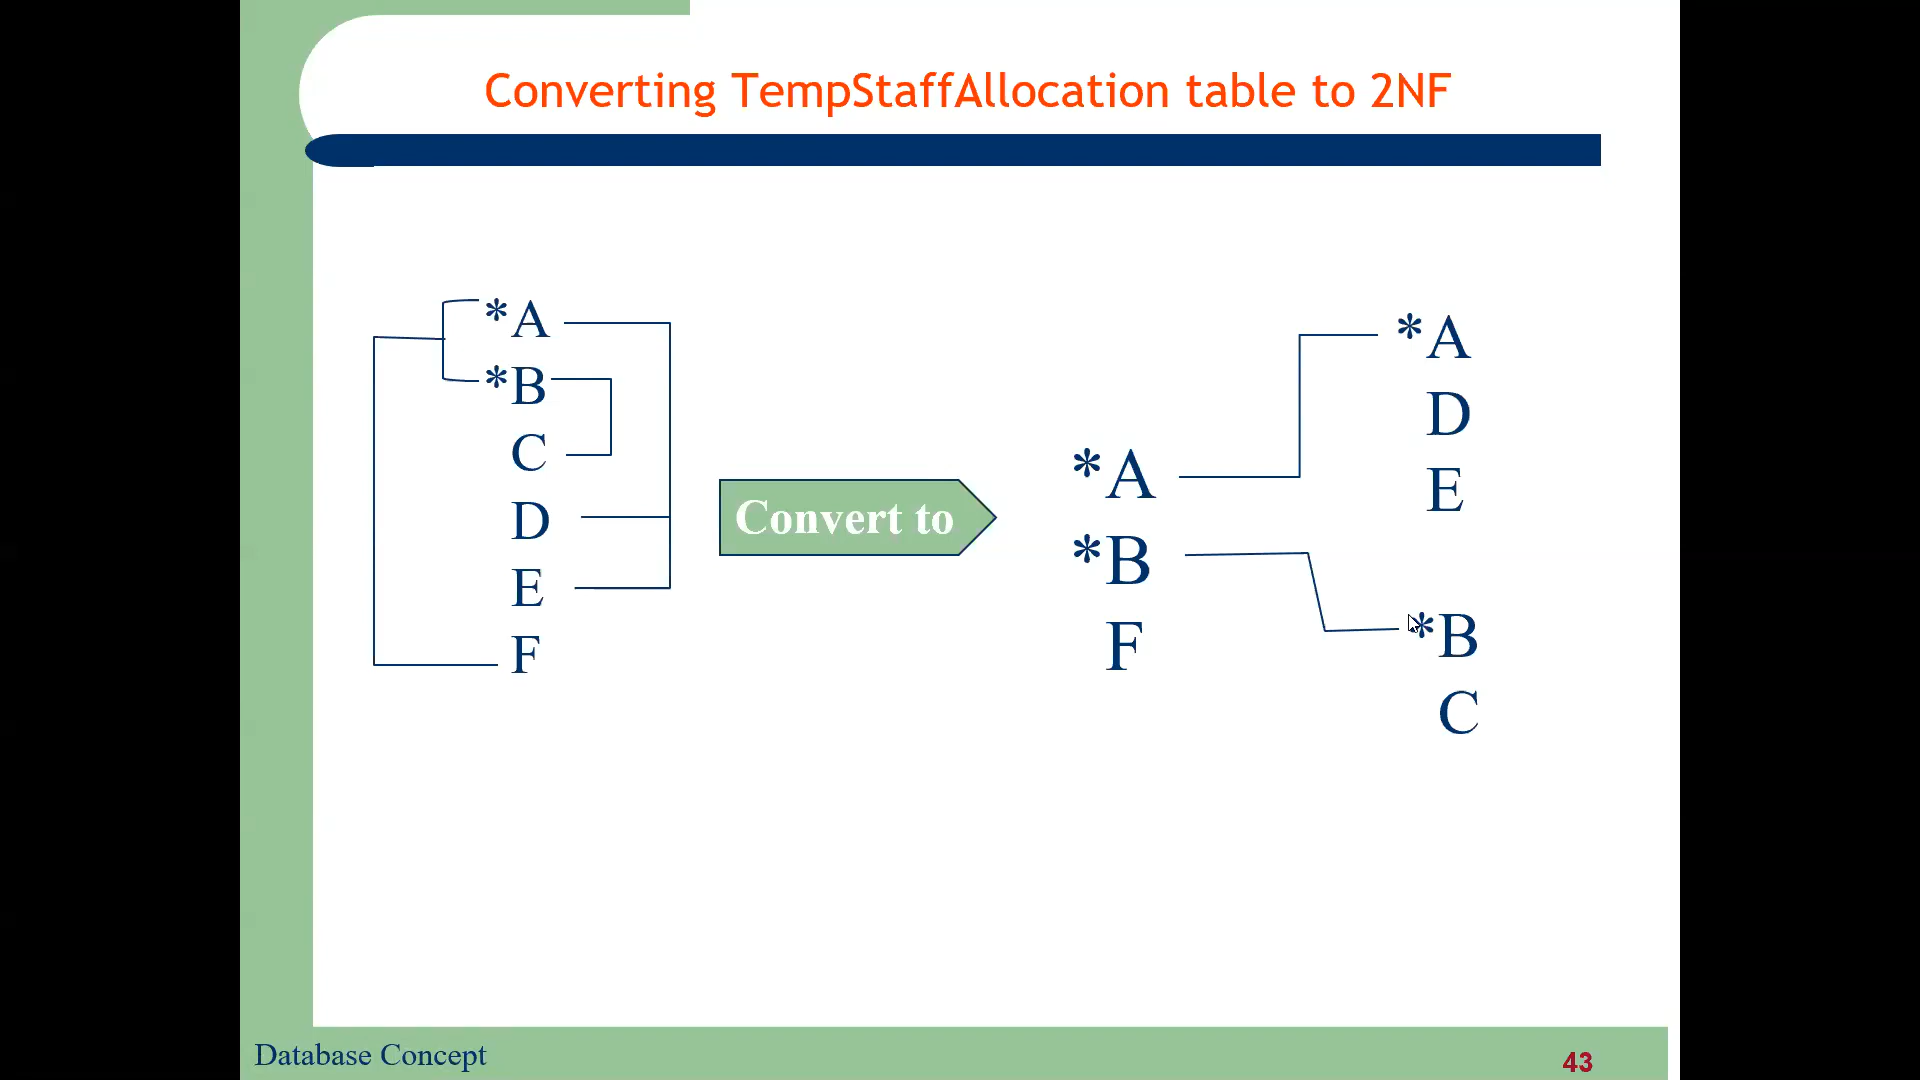 Converting TempStaffAllocation table to 2NF
*A
*B
C
D
E
F
Convert to
*A
*B
F
*A
D
E
*B
C
Database Concept
43